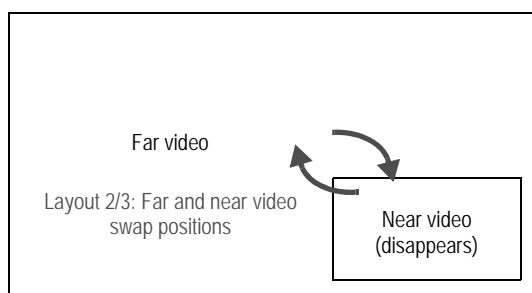 Far video
Layout 2/3: Far and near video
swap positions
Near video
(disappears)